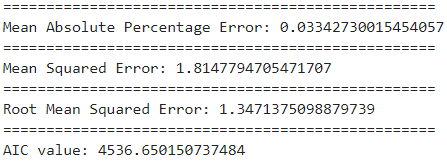 ====================================================
Mean Absolute Percentage Error: 0.03342730015454057
====================================================
Mean Squared Error: 1.8147794705471707
====================================================
Root Mean Squared Error: 1.3471375098879739
====================================================
AIC value: 4536.650150737484